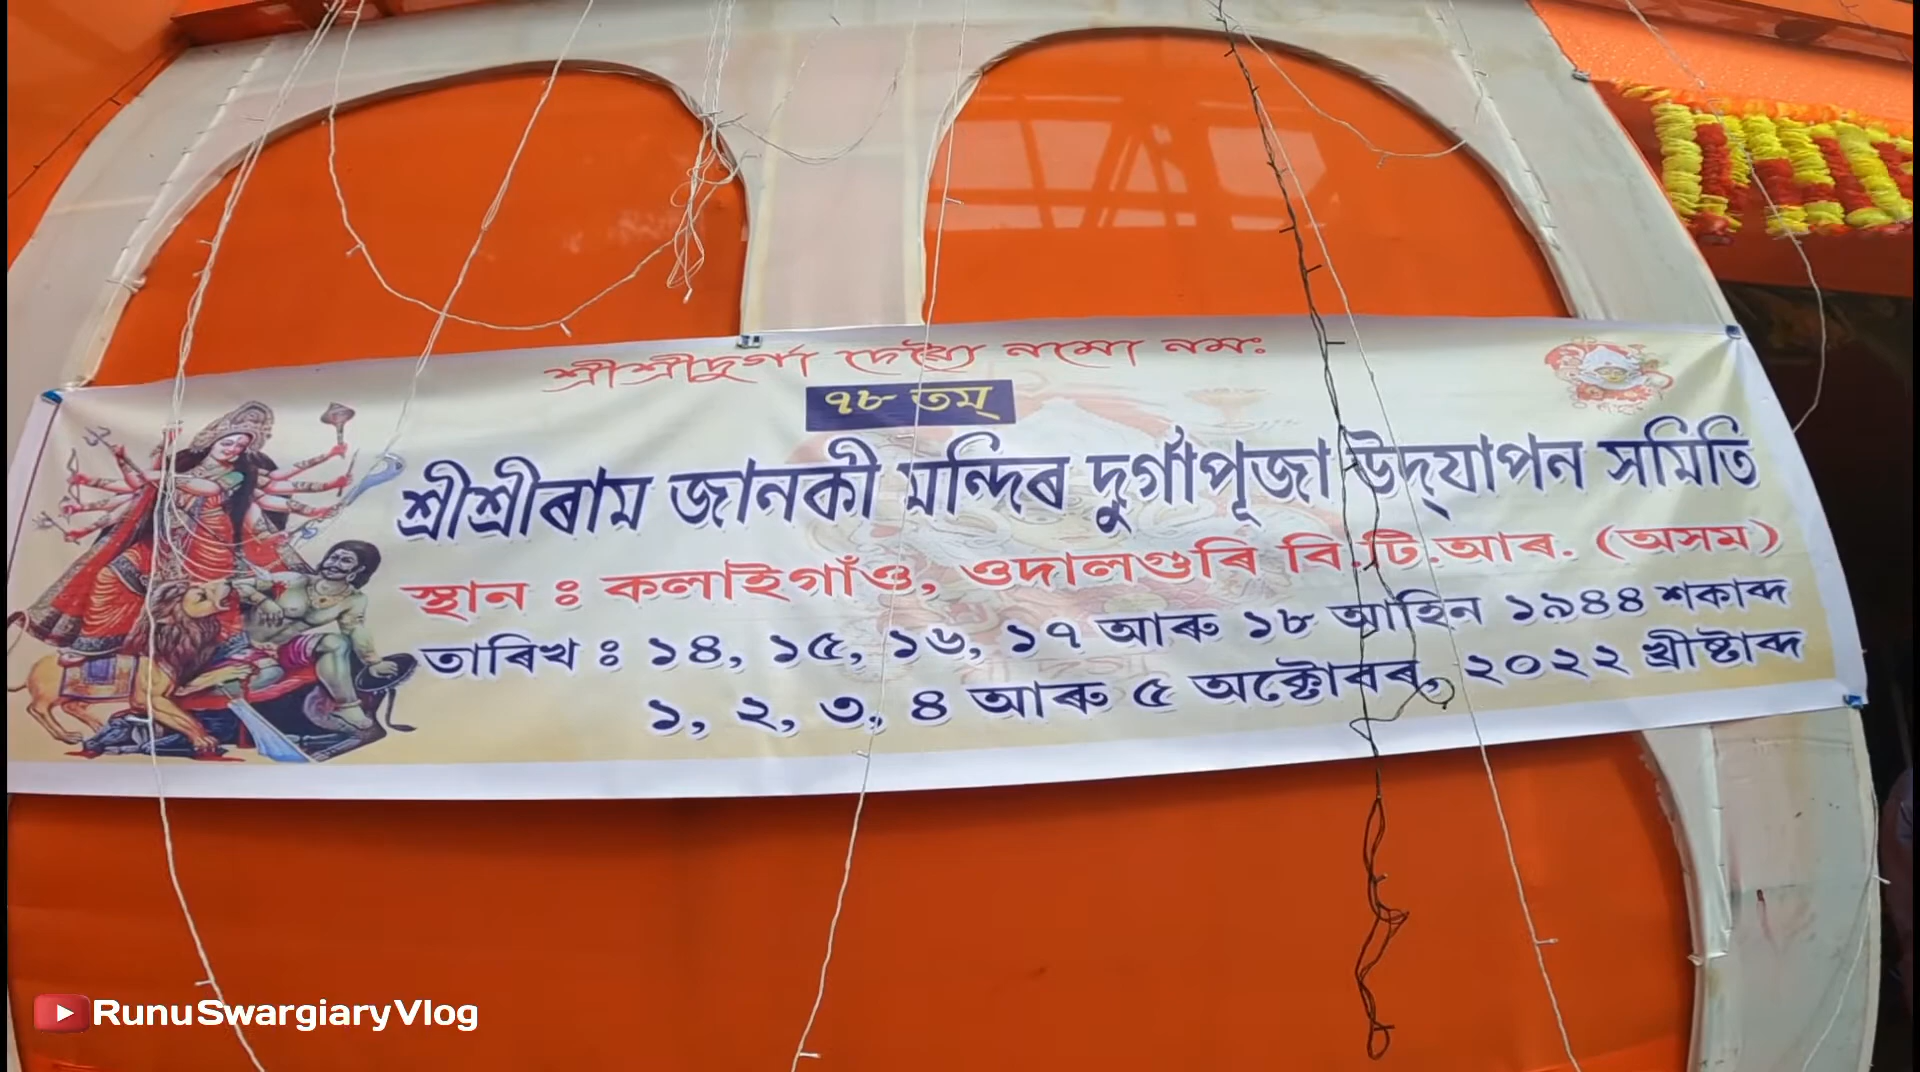 শ্ৰীশ্ৰীদুৰ্গা দেৱ্যৈ নমো নমঃ
৭৮ তম্
শ্ৰীশ্ৰীৰাম জানকী মন্দিৰ দুৰ্গাপূজা উদ্‌যাপন সমিতি
স্থান ঃ কলাইগাঁও, ওদালগুৰি বি.টি.আৰ. (অসম)
তাৰিখ ঃ ১৪, ১৫, ১৬, ১৭ আৰু ১৮ আহিন ১৯৪৪ শকাব্দ
১, ২, ৩, ৪ আৰু ৫ অক্টোবৰ, ২০২২ খ্ৰীষ্টাব্দ
RunuSwargiaryVlog